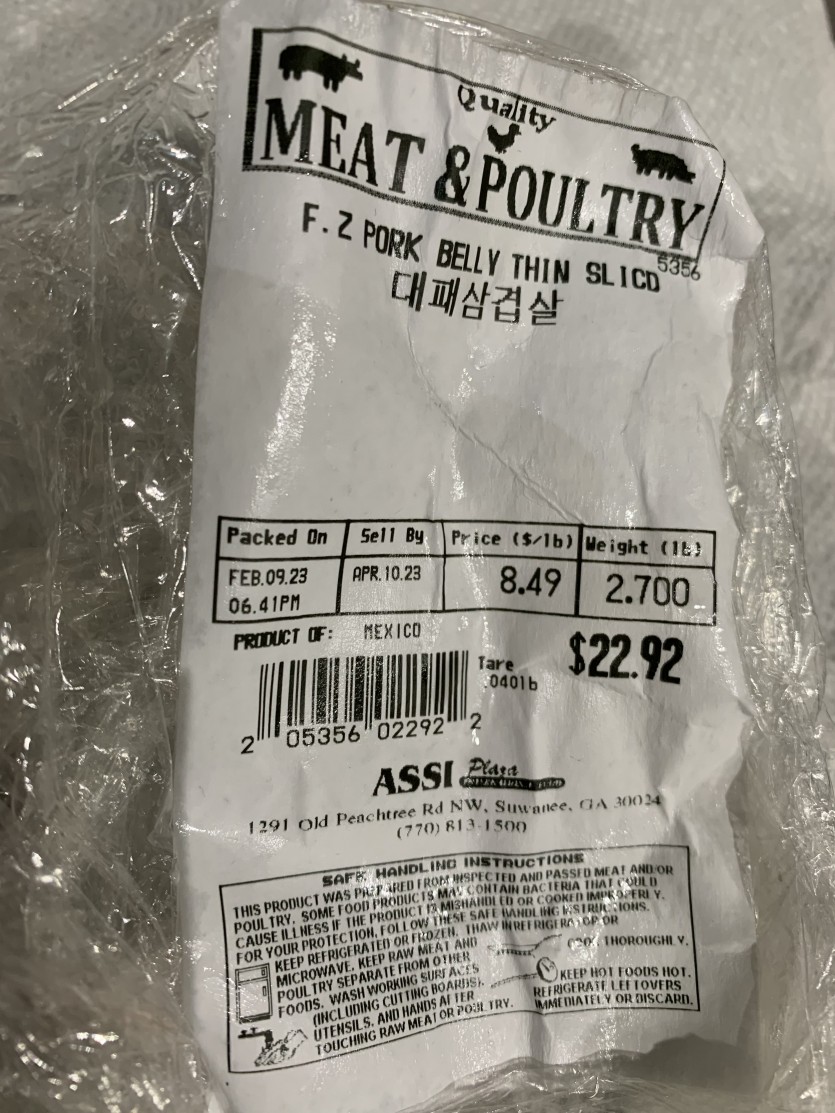 Quality
MEAT & POULTRY
F.Z PORK BELLY THIN SLICD 5356
대패삼겹살
Packed On Sell By Price ($/lb) Weight (lb)
FEB.09.23 APR.10.23 8.49 2.700
06.41PM
PRODUCT OF: MEXICO $22.92
Tare
.040lb
2 05356 02292 2
ASSI Plaza
1291 Old Peachtree Rd NW, Suwanee, GA 30024
(770) 813-1500
SAFE HANDLING INSTRUCTIONS
THIS PRODUCT WAS PREPARED FROM INSPECTED AND PASSED MEAT AND/OR
POULTRY. SOME FOOD PRODUCTS MAY CONTAIN BACTERIA THAT COULD
CAUSE ILLNESS IF THE PRODUCT IS MISHANDLED OR COOKED IMPROPERLY.
FOR YOUR PROTECTION, FOLLOW THESE SAFE HANDLING INSTRUCTIONS.
KEEP REFRIGERATED OR FROZEN. THAW IN REFRIGERATOR OR
MICROWAVE. KEEP RAW MEAT AND
POULTRY SEPARATE FROM OTHER
FOODS. WASH WORKING SURFACES
(INCLUDING CUTTING BOARDS),
UTENSILS, AND HANDS AFTER
TOUCHING RAW MEAT OR POULTRY.
COOK THOROUGHLY.
KEEP HOT FOODS HOT.
REFRIGERATE LEFTOVERS
IMMEDIATELY OR DISCARD.